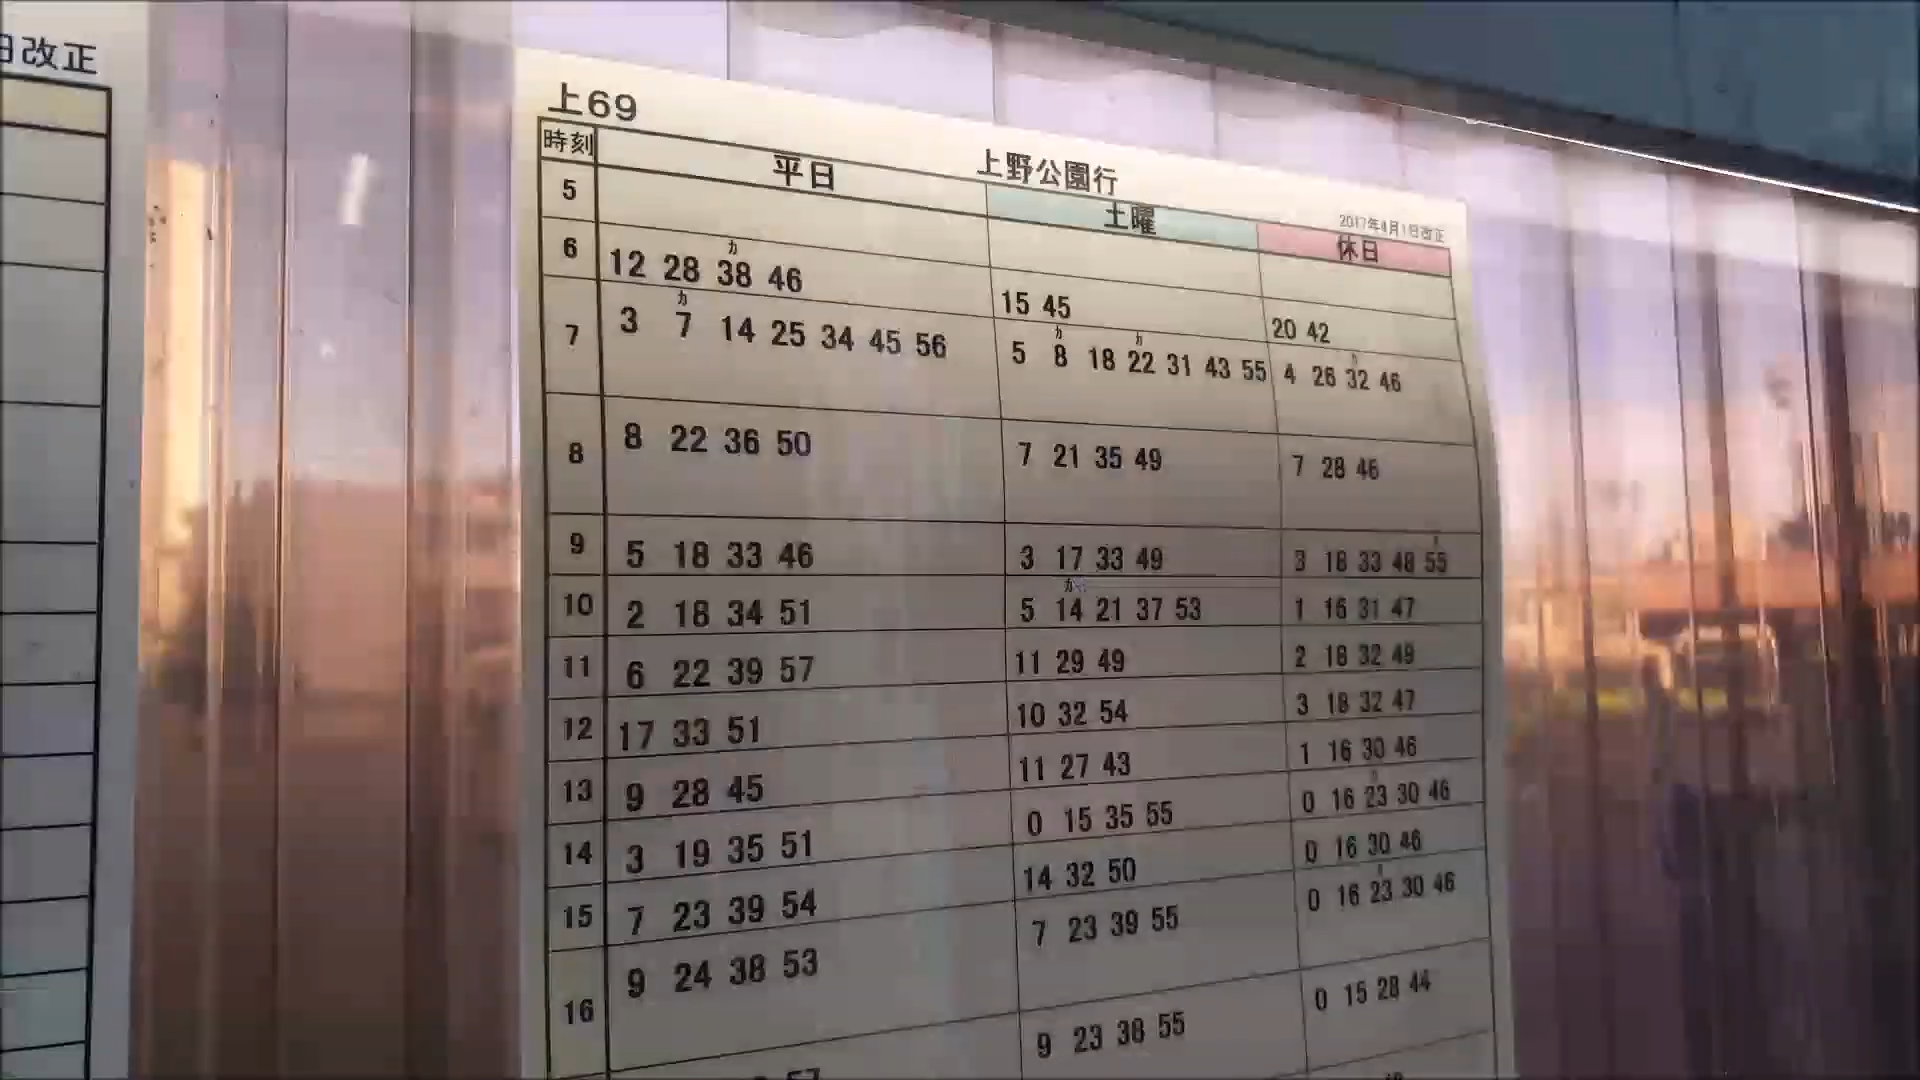 日改正
上69
上野公園行
2017年4月1日改正
時刻 平日 土曜 休日
5
カ
6 12 28 38 46 15 45 20 42
カ カ カ カ
7 3 7 14 25 34 45 56 5 8 18 22 31 43 55 4 26 32 46
8 8 22 36 50 7 21 35 49 7 28 46
9 5 18 33 46 3 17 33 49 3 18 33 48 55
カ
10 2 18 34 51 5 14 21 37 53 1 16 31 47
11 6 22 39 57 11 29 49 2 18 32 49
12 17 33 51 10 32 54 3 18 32 47
13 9 28 45 11 27 43 1 16 30 46
14 3 19 35 51 0 15 35 55 0 16 23 30 46
15 7 23 39 54 14 32 50 0 16 30 46
16 9 24 38 53 7 23 39 55 0 16 23 30 46
57 9 23 38 55 0 15 28 44